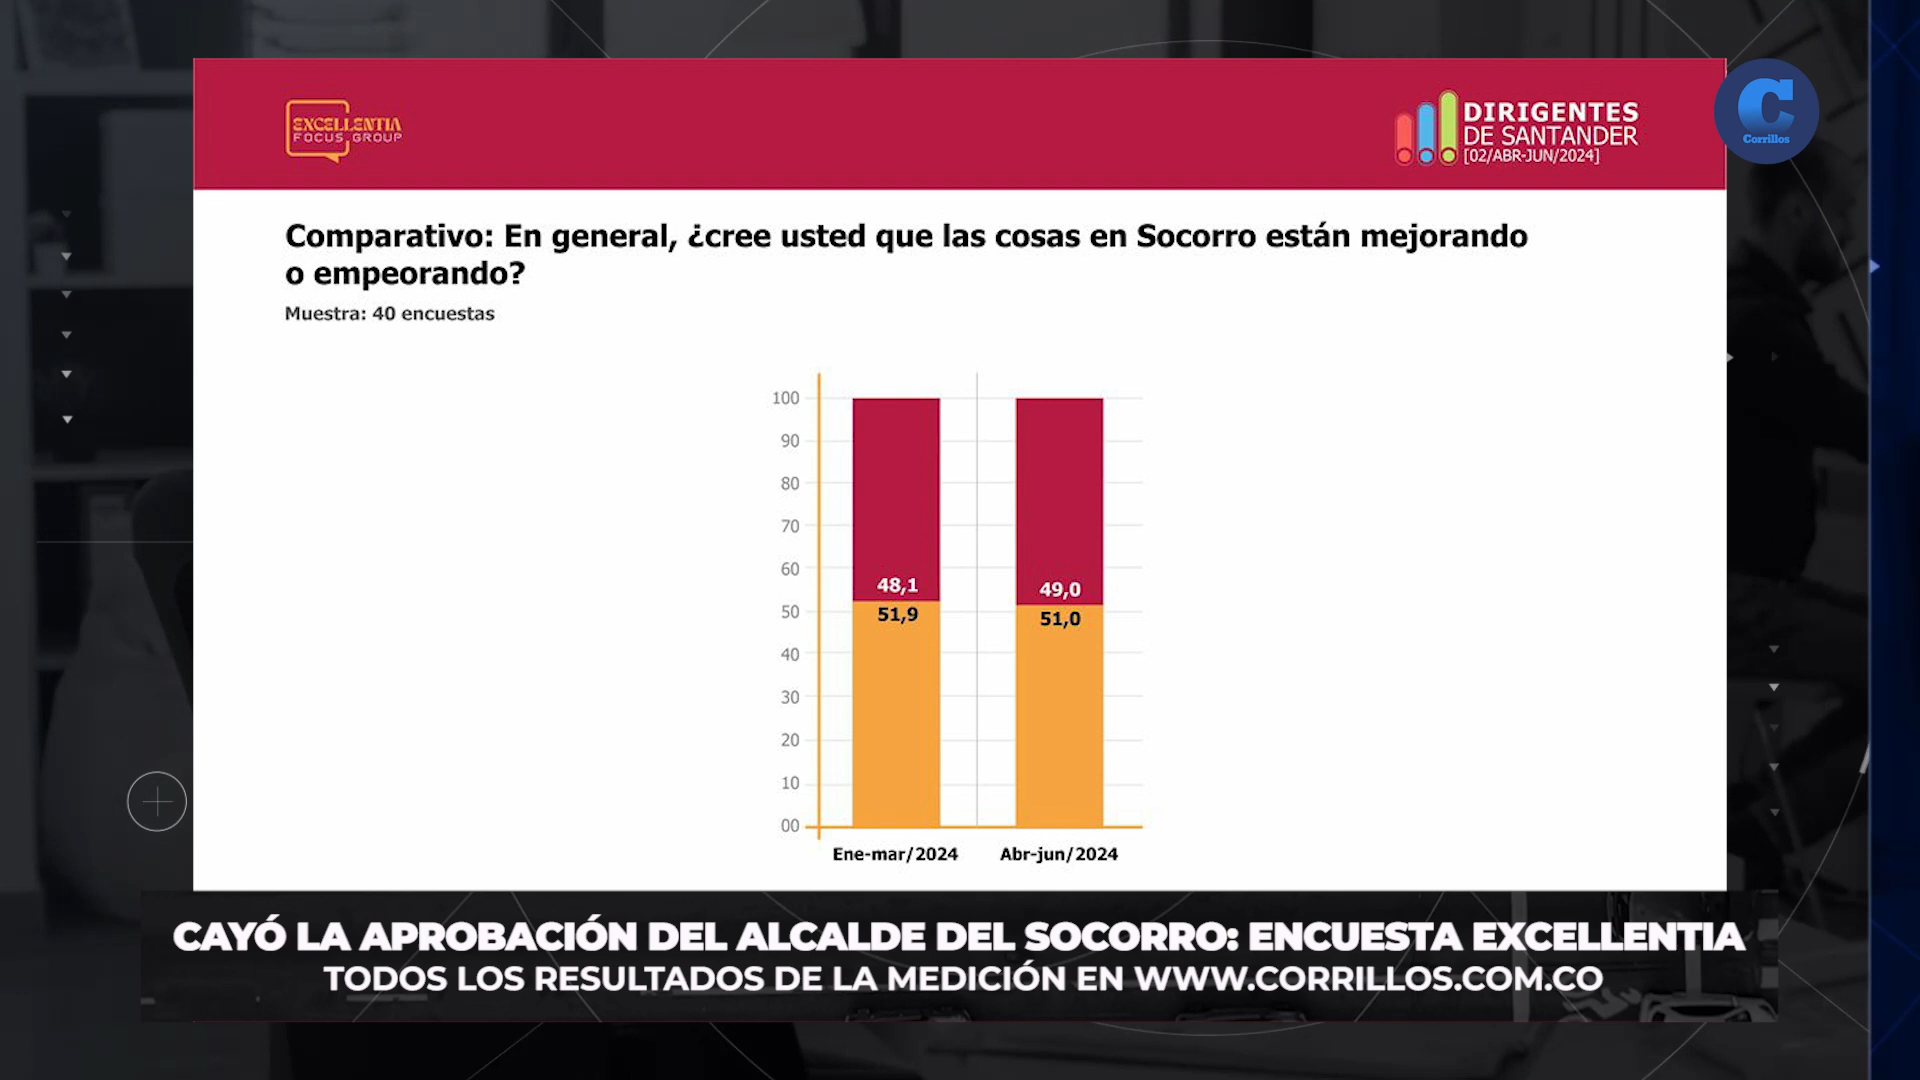 EXCELLENTIA
FOCUS GROUP
DIRIGENTES
DE SANTANDER
[02/ABR-JUN/2024]
C
Corrillos
Comparativo: En general, ¿cree usted que las cosas en Socorro están mejorando
o empeorando?
Muestra: 40 encuestas
100
90
80
70
60
50
40
30
20
10
00
48,1
51,9
49,0
51,0
Ene-mar/2024
Abr-jun/2024
CAYÓ LA APROBACIÓN DEL ALCALDE DEL SOCORRO: ENCUESTA EXCELLENTIA
TODOS LOS RESULTADOS DE LA MEDICIÓN EN WWW.CORRILLOS.COM.CO